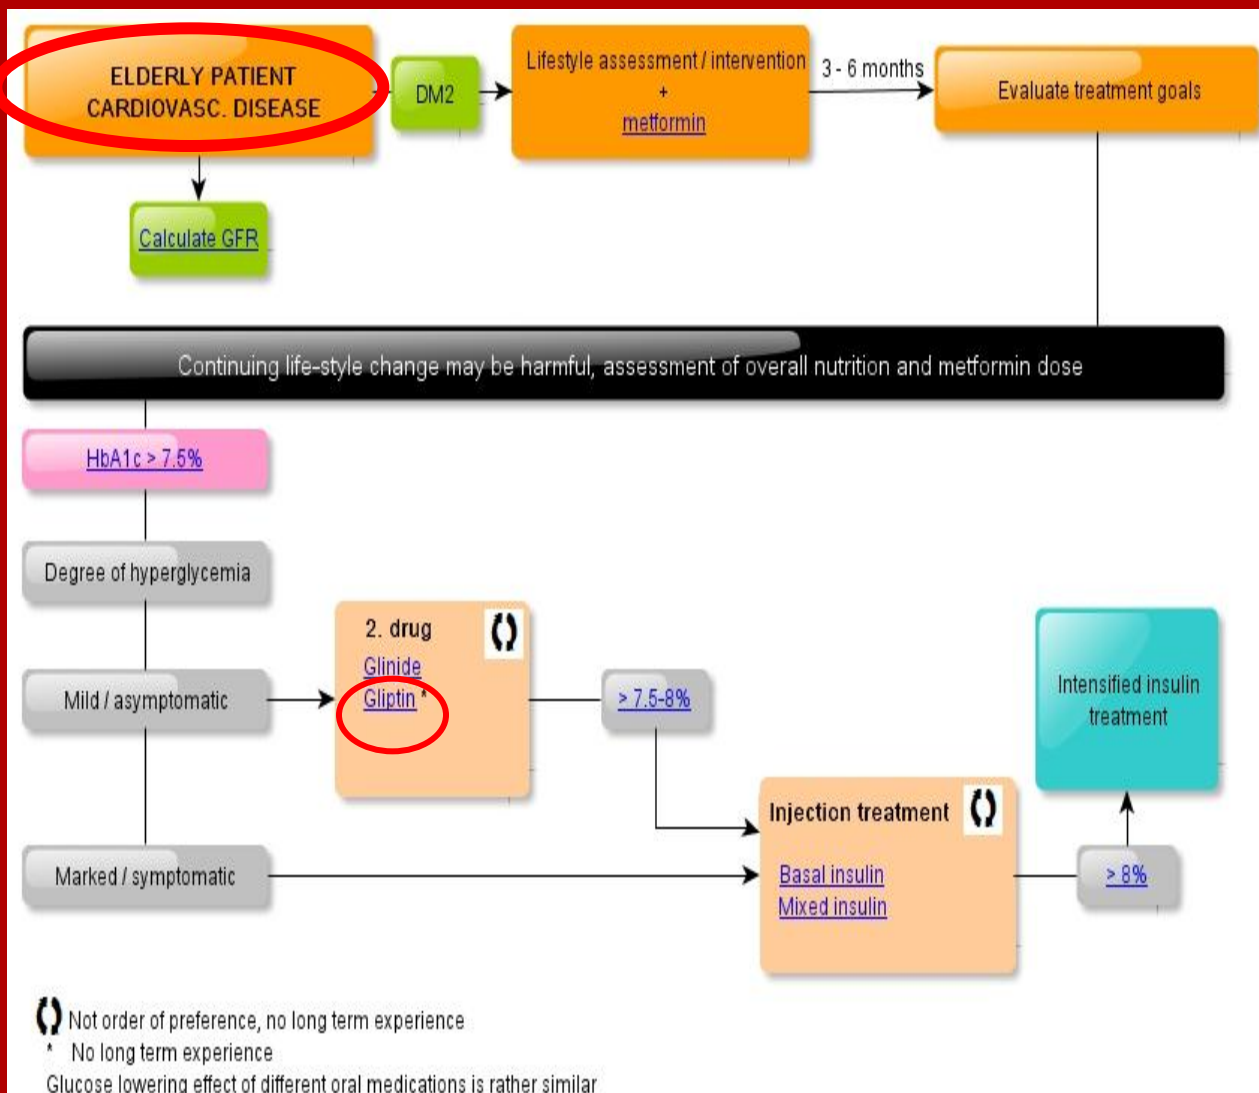 ELDERLY PATIENT
CARDIOVASC. DISEASE
DM2
Lifestyle assessment / intervention
+
metformin
3 - 6 months
Evaluate treatment goals
Calculate GFR
Continuing life-style change may be harmful, assessment of overall nutrition and metformin dose
HbA1c > 7.5%
Degree of hyperglycemia
Mild / asymptomatic
2. drug
Glinide
Gliptin *
> 7.5-8%
Intensified insulin
treatment
Marked / symptomatic
Injection treatment
Basal insulin
Mixed insulin
> 8%
Not order of preference, no long term experience
* No long term experience
Glucose lowering effect of different oral medications is rather similar